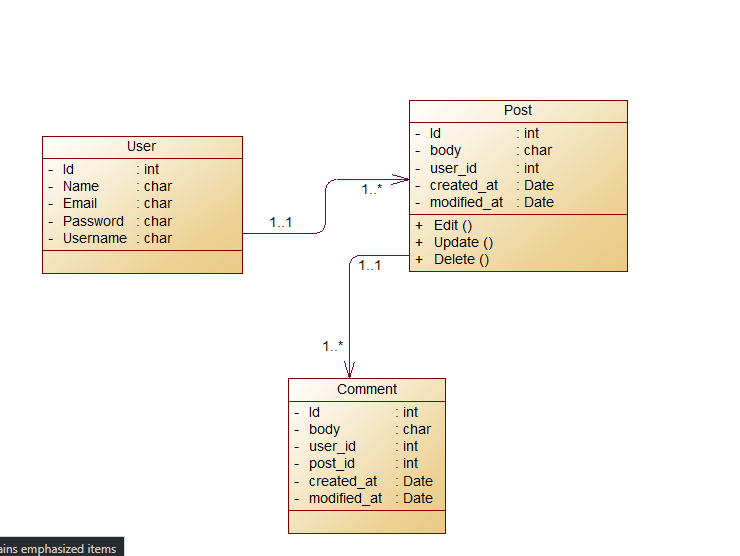 User
- Id : int
- Name : char
- Email : char
- Password : char
- Username : char
1..1
1..*
Post
- Id : int
- body : char
- user_id : int
- created_at : Date
- modified_at : Date
+ Edit ()
+ Update ()
+ Delete ()
1..1
1..*
Comment
- Id : int
- body : char
- user_id : int
- post_id : int
- created_at : Date
- modified_at : Date
ains emphasized items